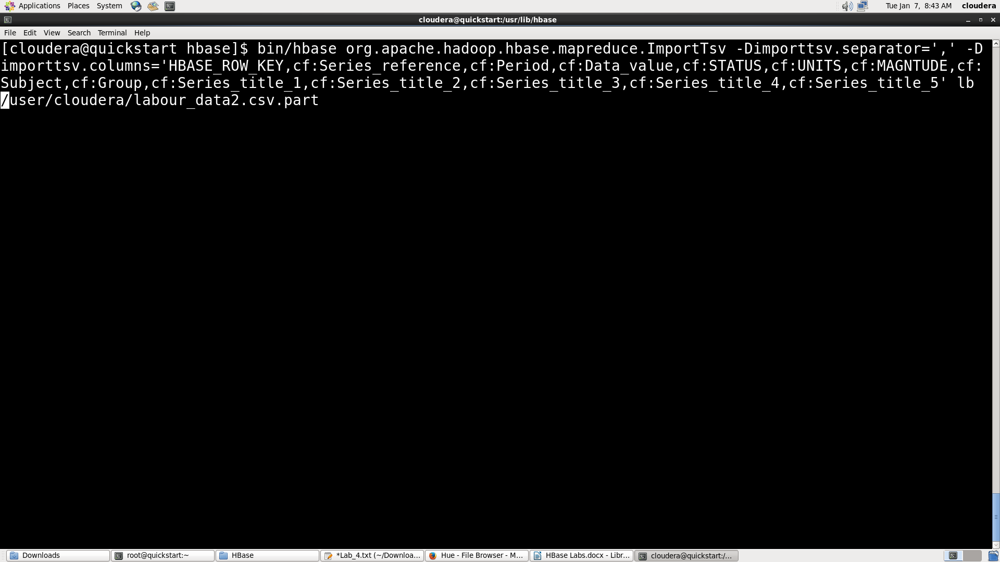 Applications Places System Tue Jan 7, 8:43 AM cloudera
cloudera@quickstart:/usr/lib/hbase
File Edit View Search Terminal Help
[cloudera@quickstart hbase]$ bin/hbase org.apache.hadoop.hbase.mapreduce.ImportTsv -Dimporttsv.separator=',' -D
importtsv.columns='HBASE_ROW_KEY,cf:Series_reference,cf:Period,cf:Data_value,cf:STATUS,cf:UNITS,cf:MAGNTUDE,cf:
Subject,cf:Group,cf:Series_title_1,cf:Series_title_2,cf:Series_title_3,cf:Series_title_4,cf:Series_title_5' lb
/user/cloudera/labour_data2.csv.part
Downloads root@quickstart:~ HBase *Lab_4.txt (~/Downloa... Hue - File Browser - M... HBase Labs.docx - Libr... cloudera@quickstart:/...